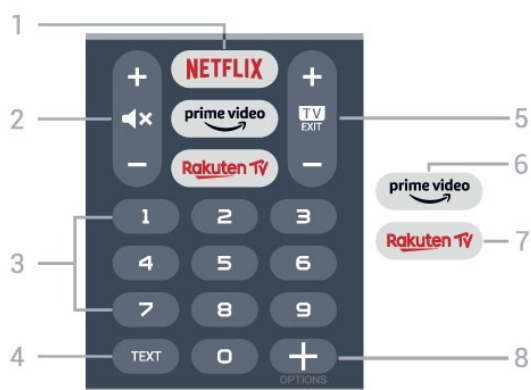 1
+ NETFLIX +
2 prime video TV EXIT 5
− Rakuten TV −
6
prime video
1 2 3
Rakuten TV 7
3
4 5 6
7 8 9
4 TEXT 0 + 8
OPTIONS